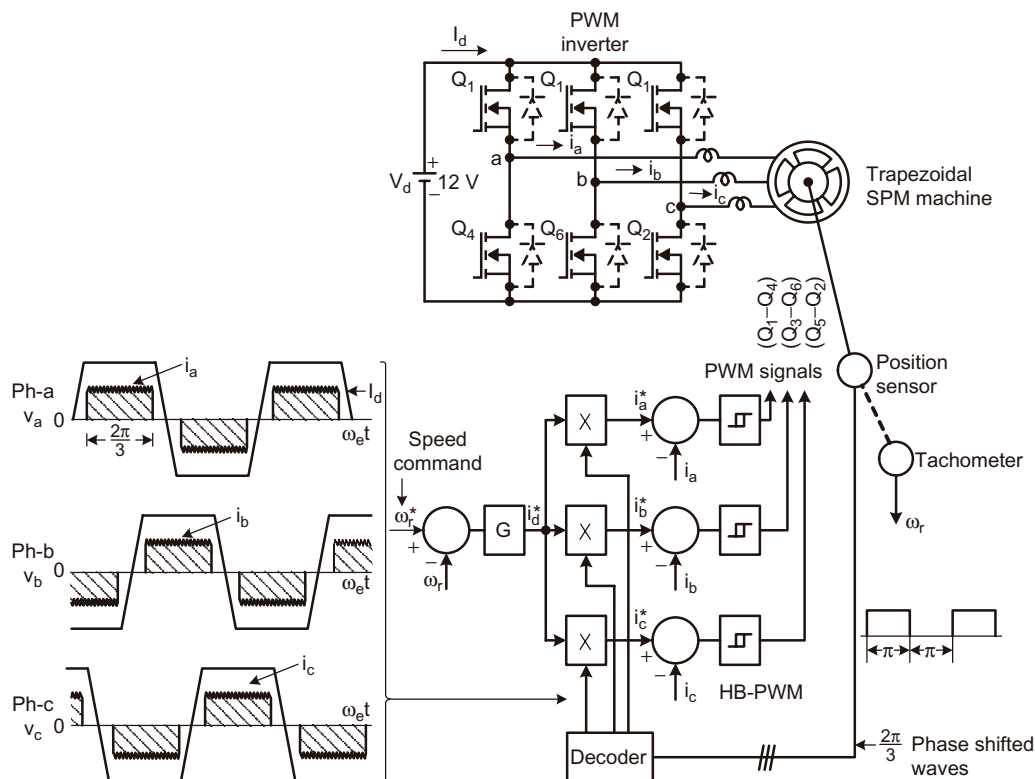 I_d
PWM
inverter
Q_1 Q_1 Q_1
i_a
a
i_b
b
i_c
c
V_d
+
12 V
−
Q_4 Q_6 Q_2
Trapezoidal
SPM machine
(Q_1−Q_4)
(Q_3−Q_6)
(Q_5−Q_2)
PWM signals
Position
sensor
Tachometer
ω_r
i_a
Ph-a
v_a
0
I_d
ω_e t
2π/3
i_b
Ph-b
v_b
0
ω_e t
i_c
Ph-c
v_c
0
ω_e t
Speed
command
ω_r*
+
−
ω_r
G
i_d*
X
i_a*
+
−
i_a
X
i_b*
+
−
i_b
X
i_c*
+
−
i_c
HB-PWM
Decoder
π π
2π/3 Phase shifted
waves